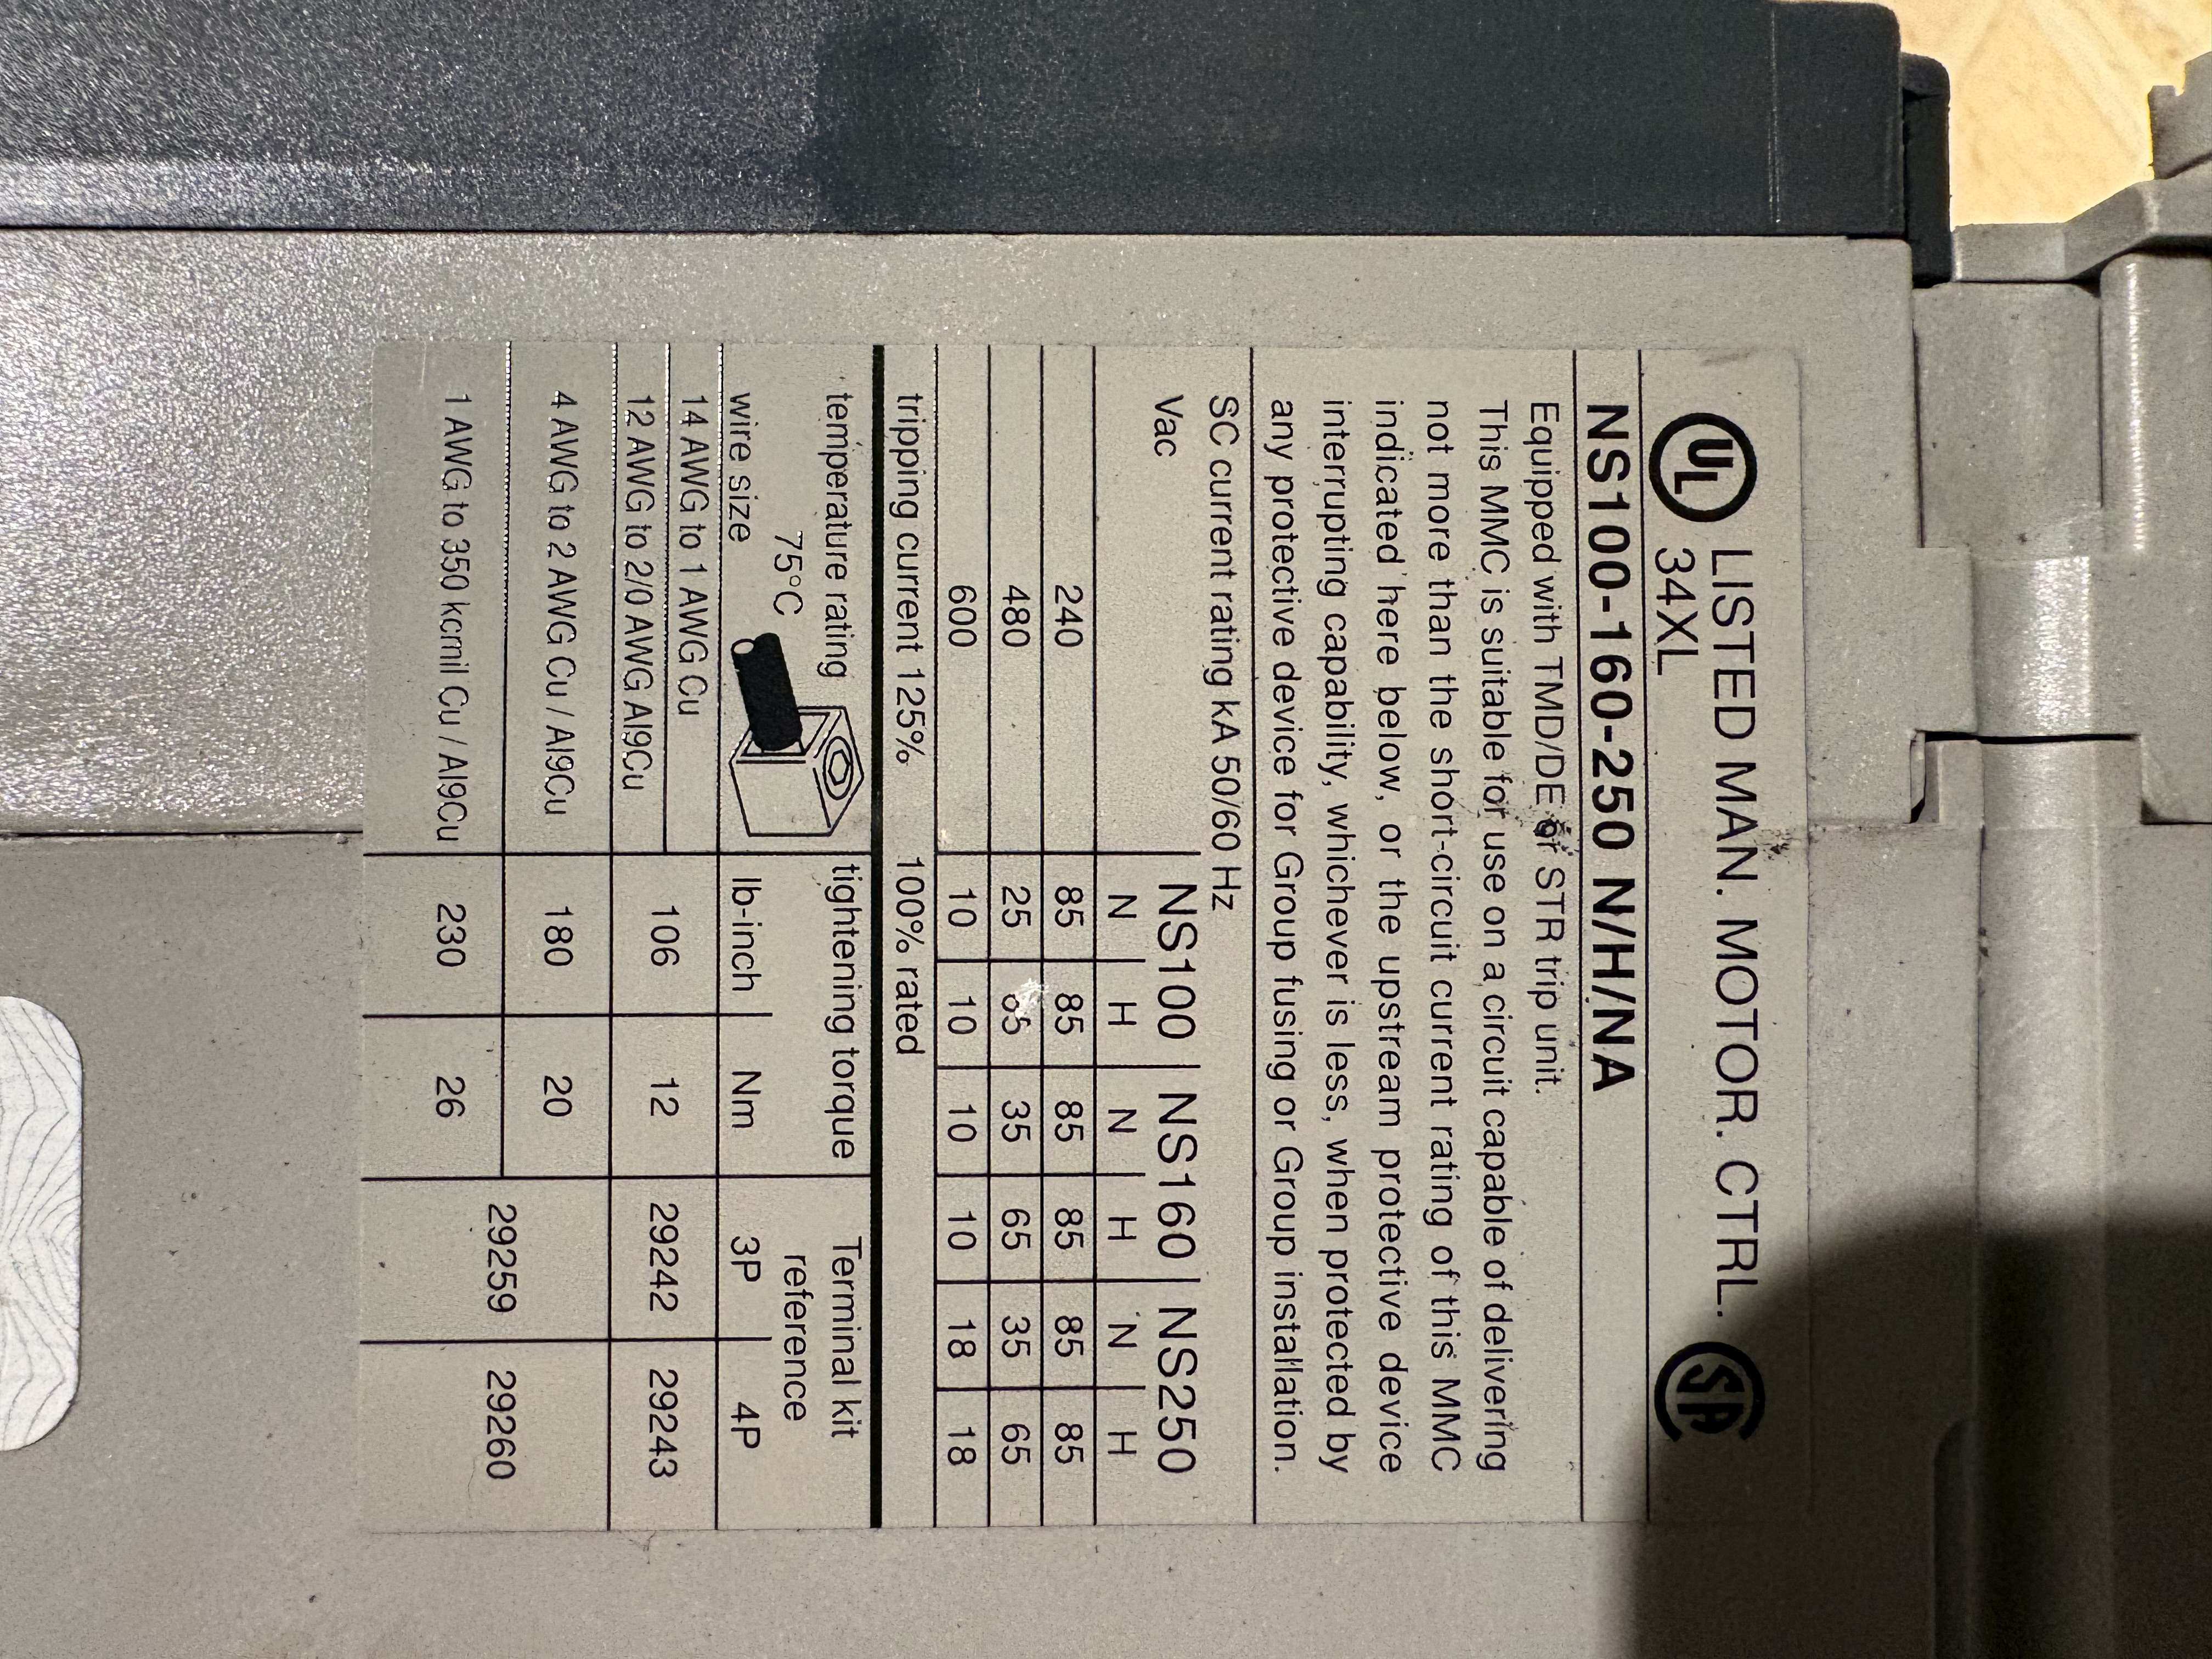 UL LISTED MAN. MOTOR. CTRL. SA
34XL
NS100-160-250 N/H/NA
Equipped with TMD/DE or STR trip unit.
This MMC is suitable for use on a circuit capable of delivering
not more than the short-circuit current rating of this MMC
indicated here below, or the upstream protective device
interrupting capability, whichever is less, when protected by
any protective device for Group fusing or Group installation.
SC current rating kA 50/60 Hz
Vac NS100 NS160 NS250
N H N H N H
240 85 85 85 85 85 85
480 25 65 35 65 35 65
600 10 10 10 10 18 18
tripping current 125% 100% rated
temperature rating tightening torque Terminal kit
75°C reference
wire size lb-inch Nm 3P 4P
14 AWG to 1 AWG Cu
12 AWG to 2/0 AWG Al9Cu 106 12 29242 29243
4 AWG to 2 AWG Cu / Al9Cu 180 20
29259 29260
1 AWG to 350 kcmil Cu / Al9Cu 230 26